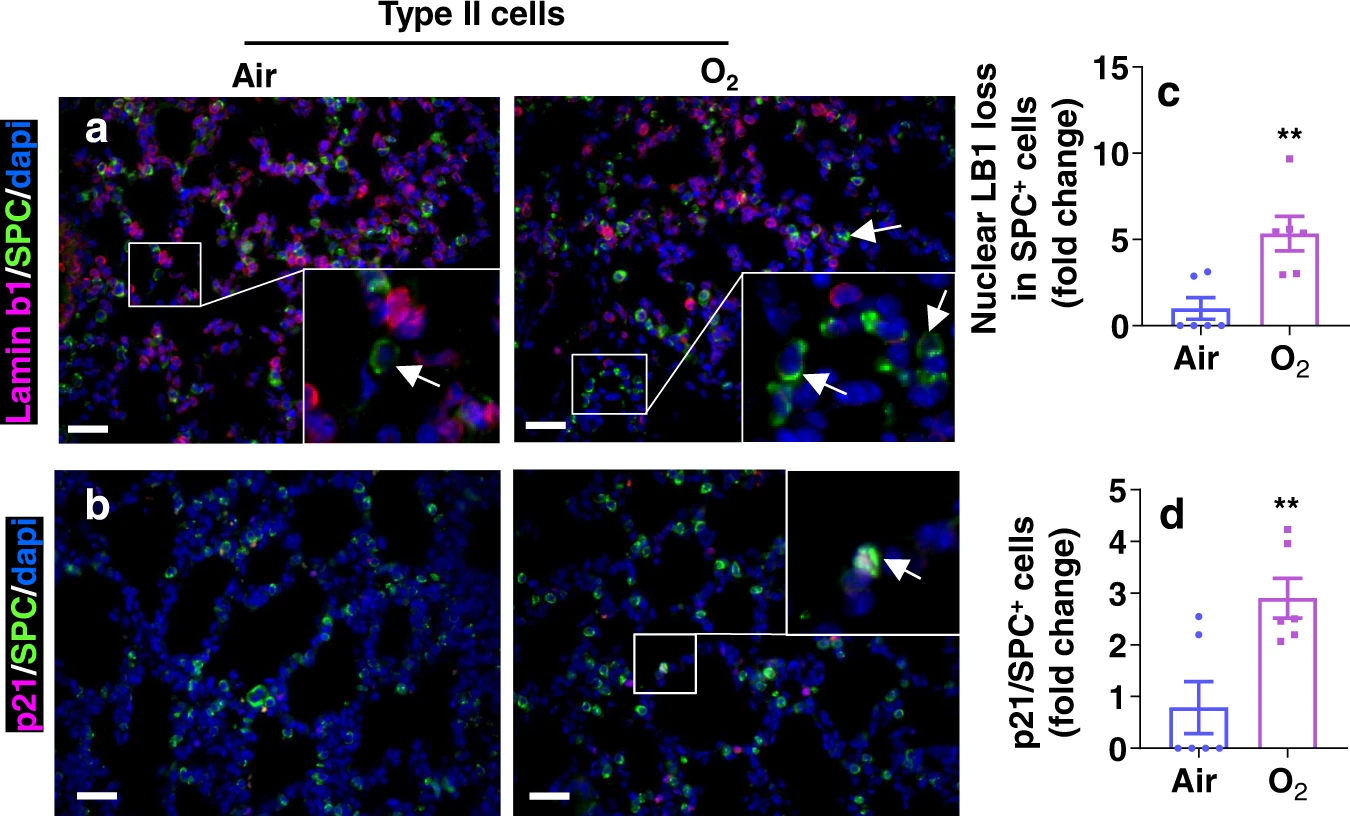 Type II cells
Air
O₂
Lamin b1/SPC/dapi
a
Nuclear LB1 loss
in SPC⁺ cells
(fold change)
15
10
5
0
c
**
Air
O₂
p21/SPC/dapi
b
p21/SPC⁺ cells
(fold change)
5
4
3
2
1
0
d
**
Air
O₂